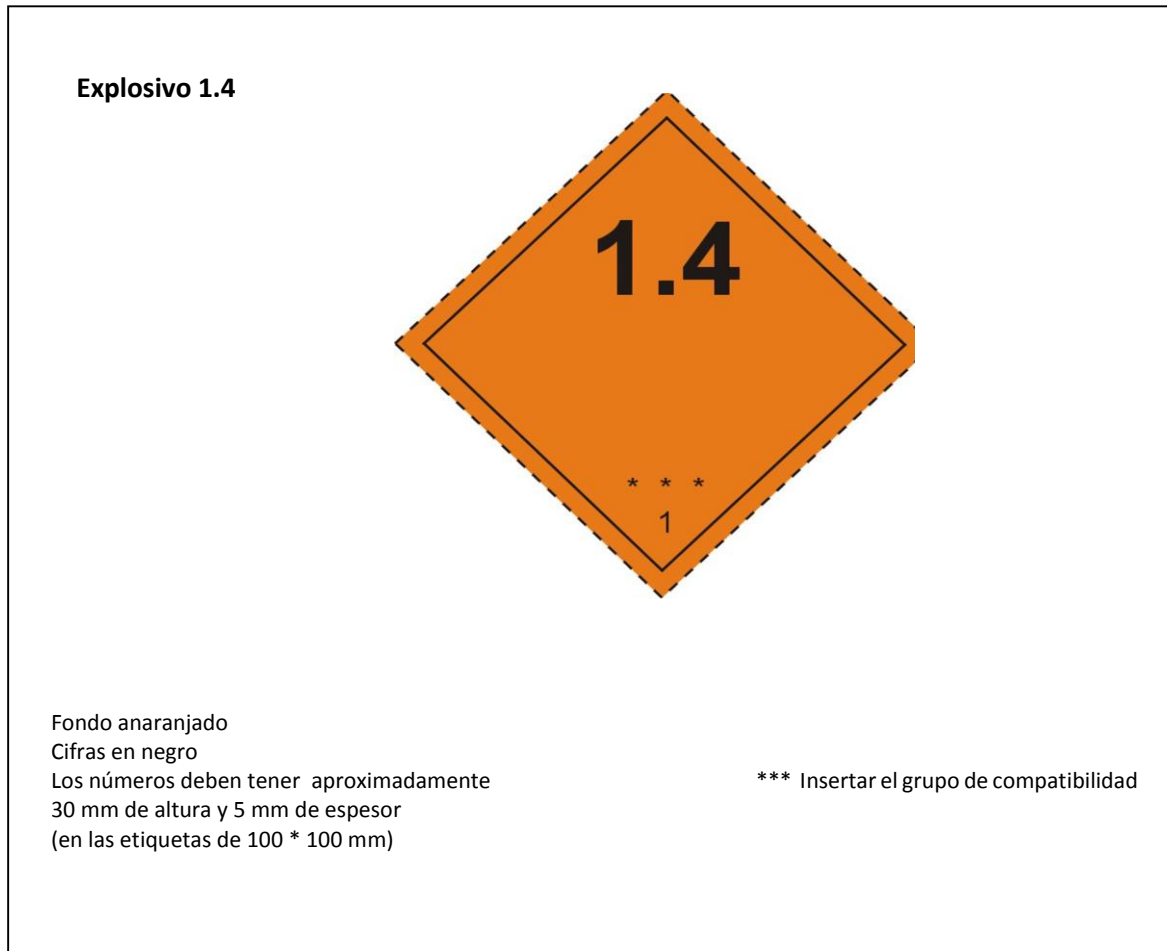 Explosivo 1.4
1.4
* * *
1
Fondo anaranjado
Cifras en negro
Los números deben tener aproximadamente
30 mm de altura y 5 mm de espesor
(en las etiquetas de 100 * 100 mm)
*** Insertar el grupo de compatibilidad